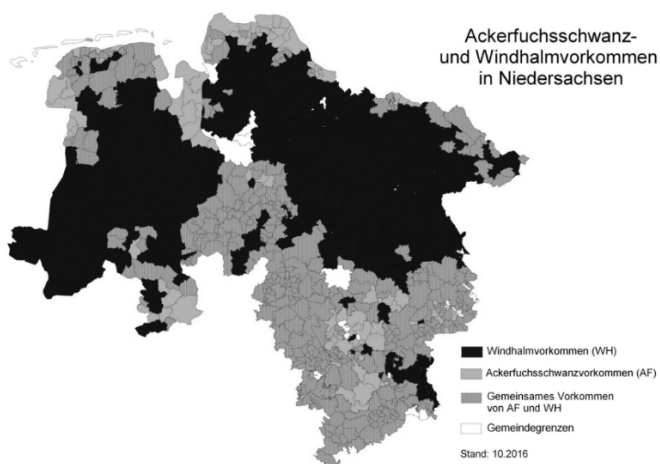 Ackerfuchsschwanz-
und Windhalmvorkommen
in Niedersachsen
Windhalmvorkommen (WH)
Ackerfuchsschwanzvorkommen (AF)
Gemeinsames Vorkommen
von AF und WH
Gemeindegrenzen
Stand: 10.2016